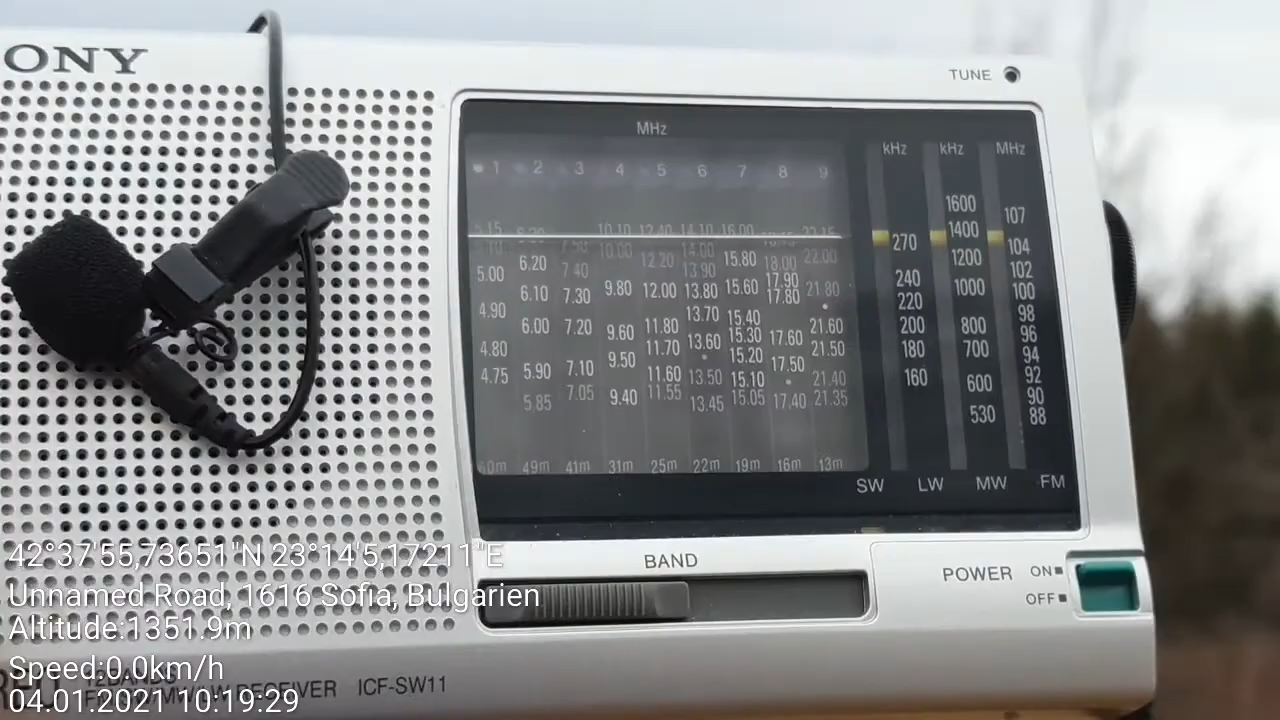 ONY
TUNE
MHz
kHz kHz MHz
1 2 3 4 5 6 7 8 9
1600 107
5.15 10.10 12.40 14.10 16.00 22.15
270 1400 104
10.00 14.00 15.80 18.00 22.00
5.00 6.20 7.40 12.20 13.90 17.90 240 1200 102
6.10 7.30 9.80 12.00 13.80 15.60 17.80 21.80 220 1000 100
4.90 13.70 15.40 98
6.00 7.20 9.60 11.80 13.60 15.30 17.60 21.60 200 800 96
4.80 9.50 11.70 15.20 17.50 21.50 180 700 94
4.75 5.90 7.10 11.60 13.50 15.10 21.40 160 600 92
5.85 7.05 9.40 11.55 13.45 15.05 17.40 21.35 530 90
88
49m 41m 31m 25m 22m 19m 16m 13m
SW LW MW FM
BAND
POWER ON
OFF
42°37'55,73651"N 23°14'5,17211"E
Unnamed Road, 1616 Sofia, Bulgarien
Altitude:1351.9m
Speed:0.0km/h
12BANDS
RECEIVER ICF-SW11
04.01.2021 10:19:29